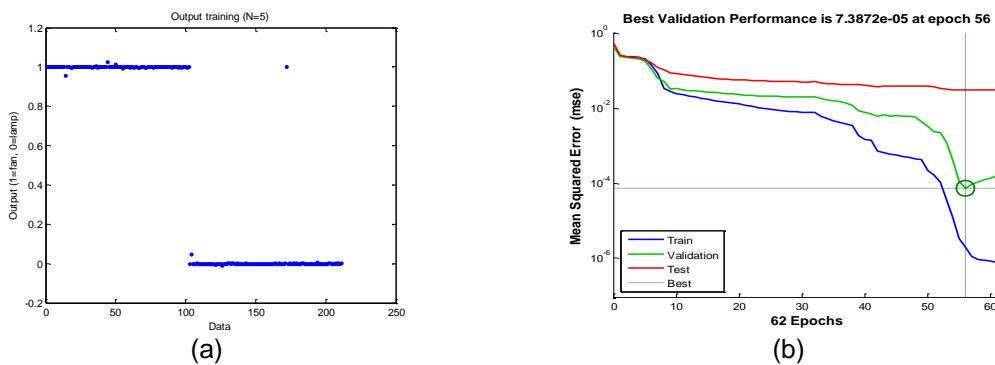 Output training (N=5)
1.2
1
0.8
0.6
0.4
0.2
0
-0.2
Output (1=fan, 0=lamp)
0
50
100
150
200
250
Data
(a)
Best Validation Performance is 7.3872e-05 at epoch 56
10^0
10^-2
10^-4
10^-6
Mean Squared Error (mse)
Train
Validation
Test
Best
0
10
20
30
40
50
60
62 Epochs
(b)